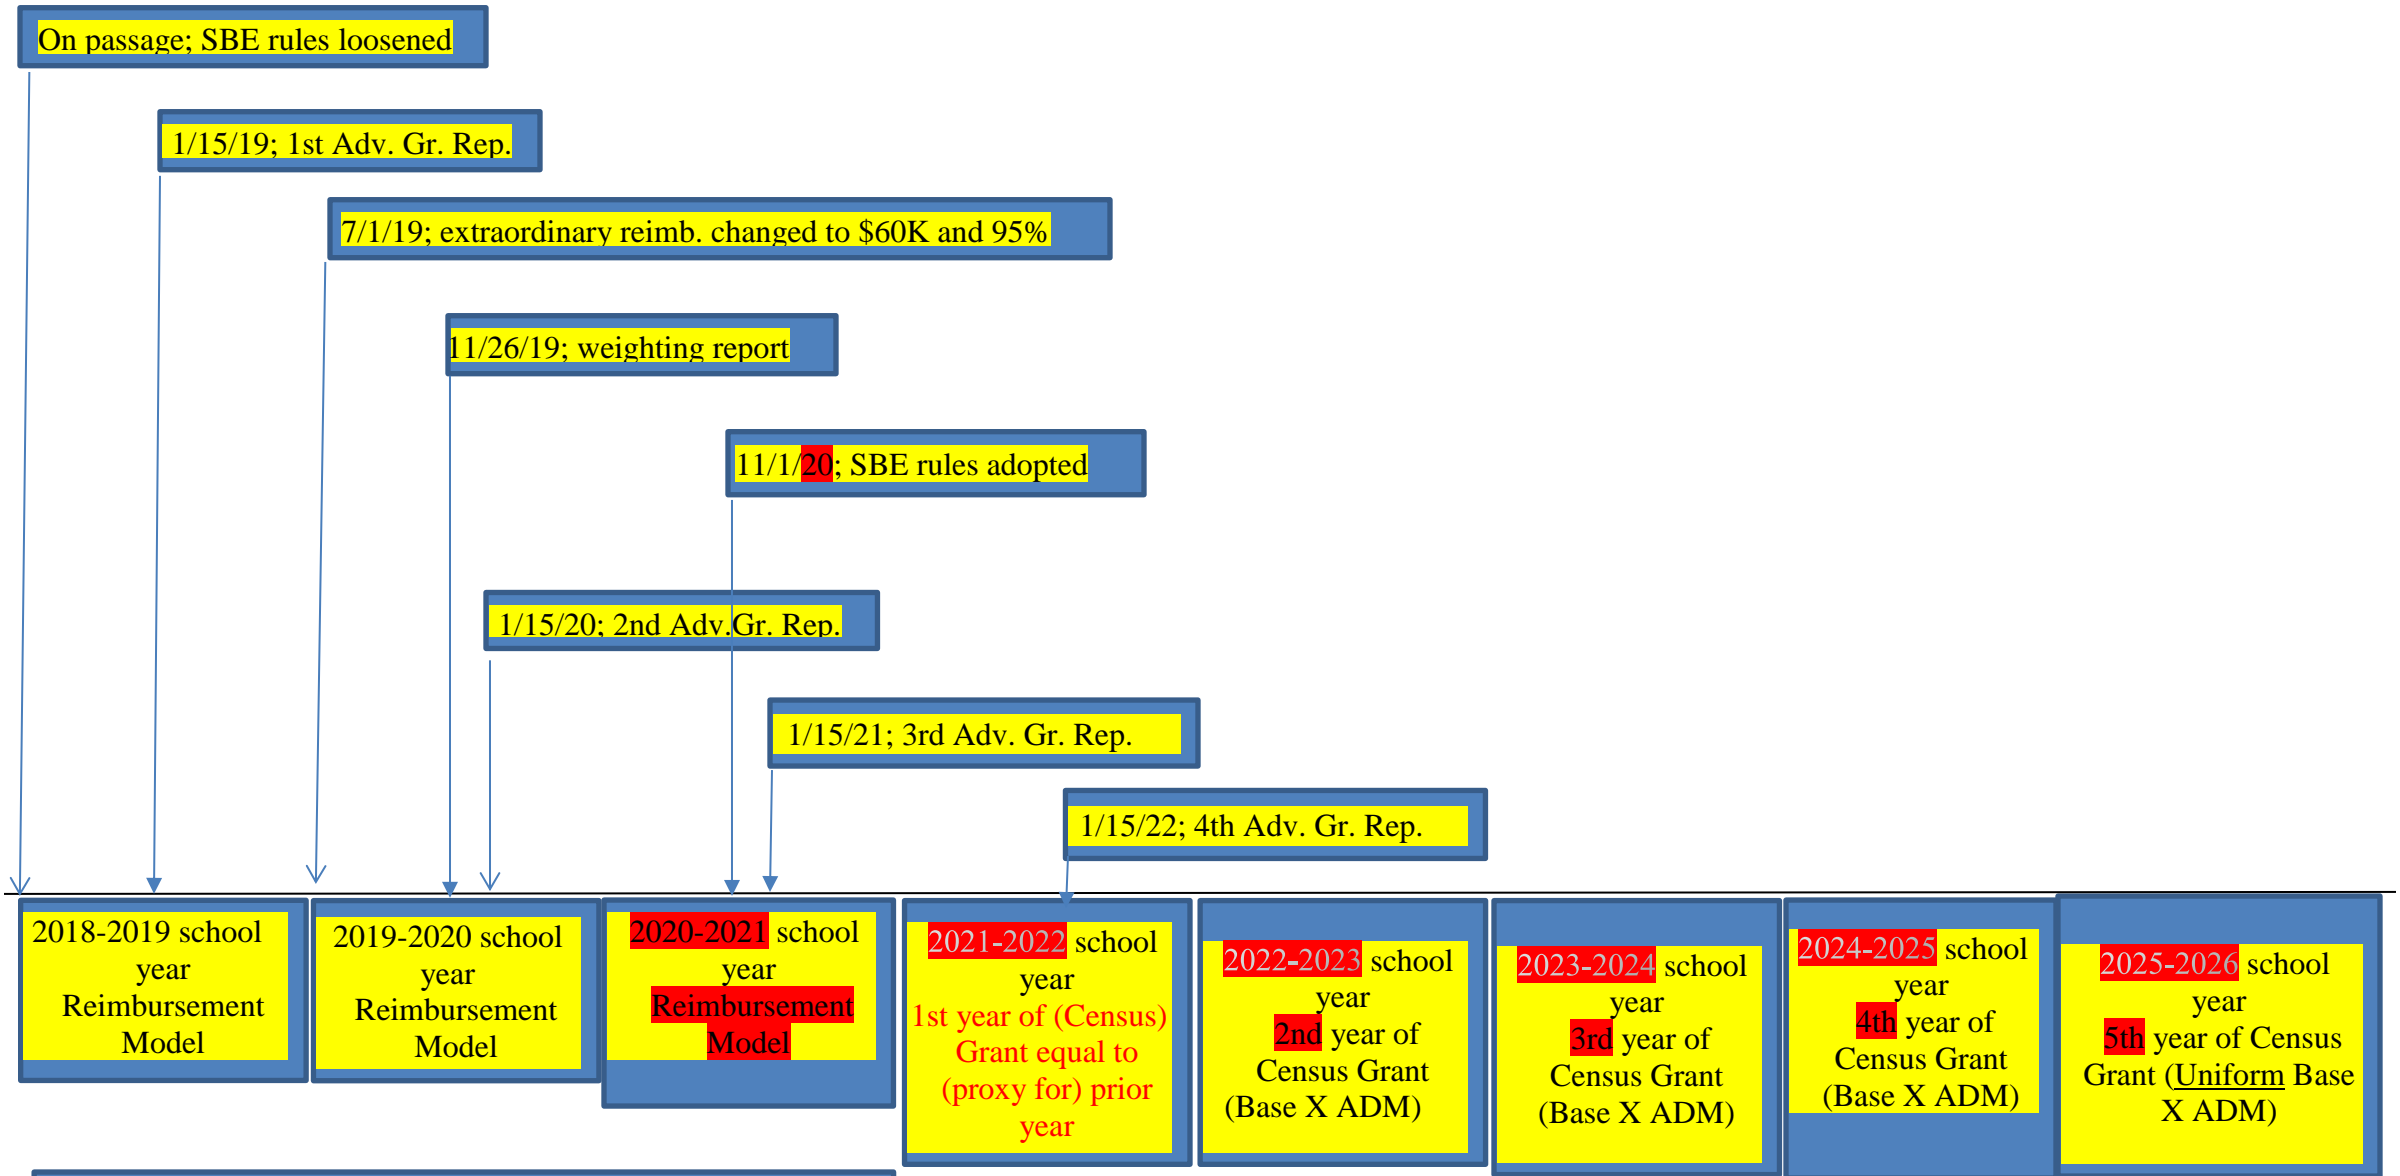 On passage; SBE rules loosened
1/15/19; 1st Adv. Gr. Rep.
7/1/19; extraordinary reimb. changed to $60K and 95%
11/26/19; weighting report
11/1/20; SBE rules adopted
1/15/20; 2nd Adv.Gr. Rep.
1/15/21; 3rd Adv. Gr. Rep.
1/15/22; 4th Adv. Gr. Rep.
2018-2019 school
year
Reimbursement
Model
2019-2020 school
year
Reimbursement
Model
2020-2021 school
year
Reimbursement
Model
2021-2022 school
year
1st year of (Census)
Grant equal to
(proxy for) prior
year
2022-2023 school
year
2nd year of
Census Grant
(Base X ADM)
2023-2024 school
year
3rd year of
Census Grant
(Base X ADM)
2024-2025 school
year
4th year of
Census Grant
(Base X ADM)
2025-2026 school
year
5th year of Census
Grant (Uniform Base
X ADM)